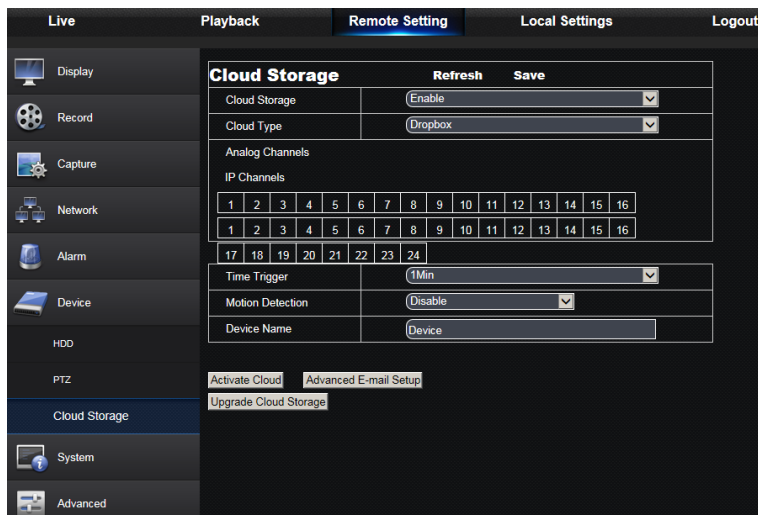 Live Playback Remote Setting Local Settings Logout
Display
Record
Capture
Network
Alarm
Device
HDD
PTZ
Cloud Storage
System
Advanced
Cloud Storage Refresh Save
Cloud Storage Enable
Cloud Type Dropbox
Analog Channels
IP Channels
1 2 3 4 5 6 7 8 9 10 11 12 13 14 15 16
1 2 3 4 5 6 7 8 9 10 11 12 13 14 15 16
17 18 19 20 21 22 23 24
Time Trigger 1Min
Motion Detection Disable
Device Name Device
Activate Cloud Advanced E-mail Setup
Upgrade Cloud Storage